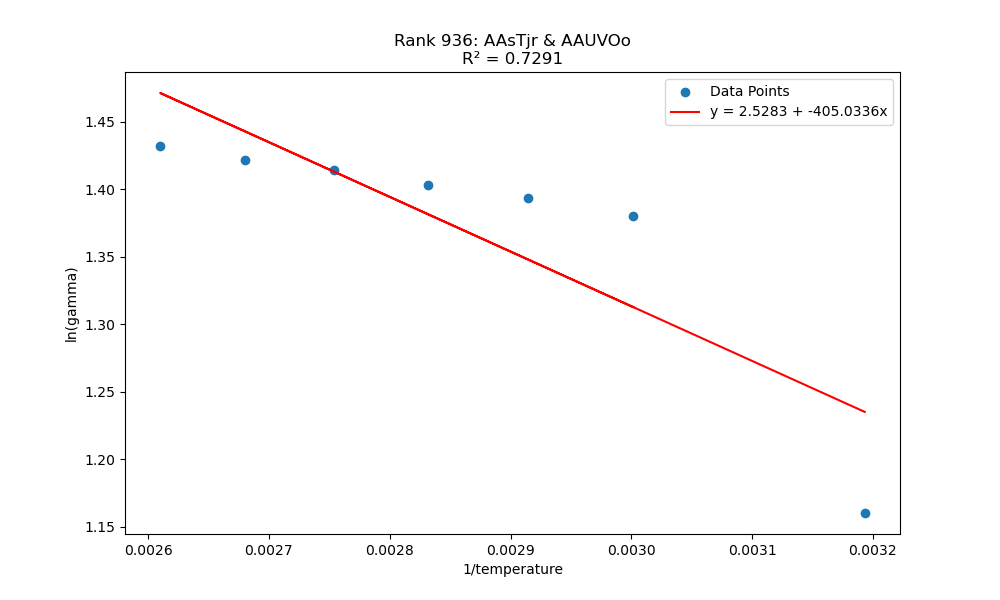 Rank 936: AAsTjr & AAUVOo
R² = 0.7291
Data Points
y = 2.5283 + -405.0336x
1.45
1.40
1.35
1.30
1.25
1.20
1.15
ln(gamma)
0.0026 0.0027 0.0028 0.0029 0.0030 0.0031 0.0032
1/temperature